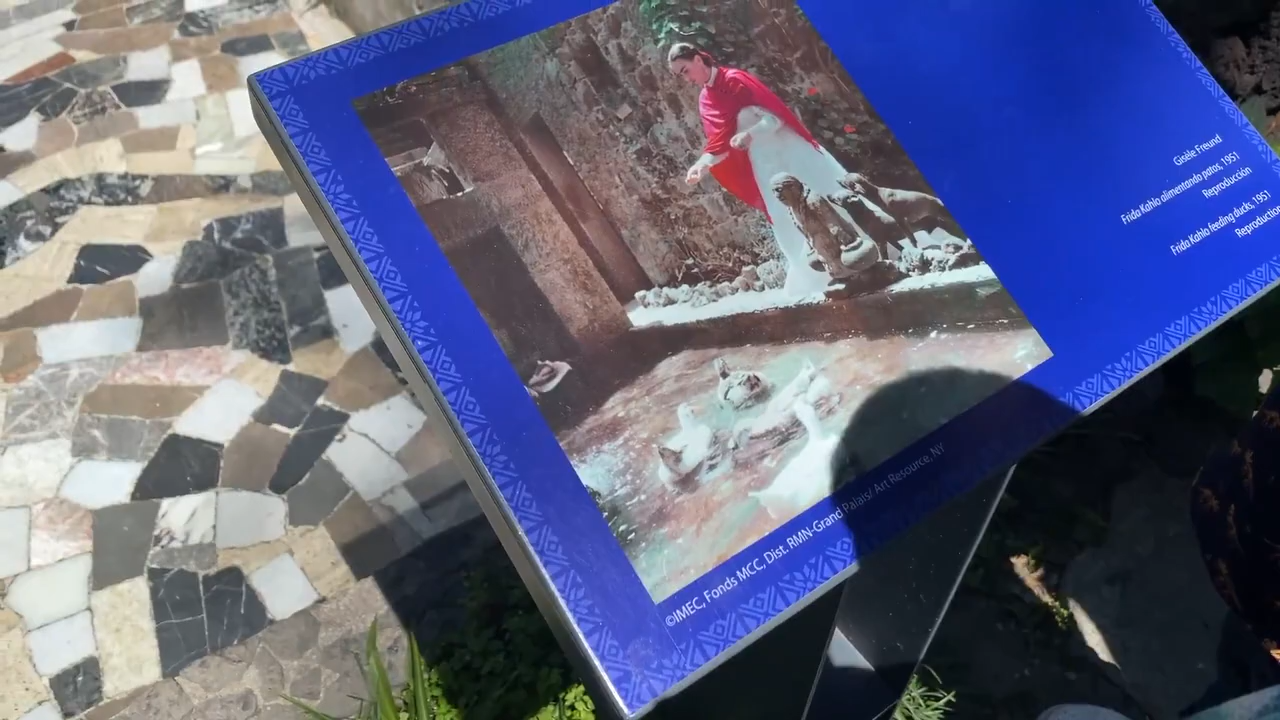 Gisèle Freund
Frida Kahlo alimentando patos, 1951
Reproducción
Frida Kahlo feeding ducks, 1951
©IMEC, Fonds MCC, Dist. RMN-Grand Palais/ Art Resource, NY